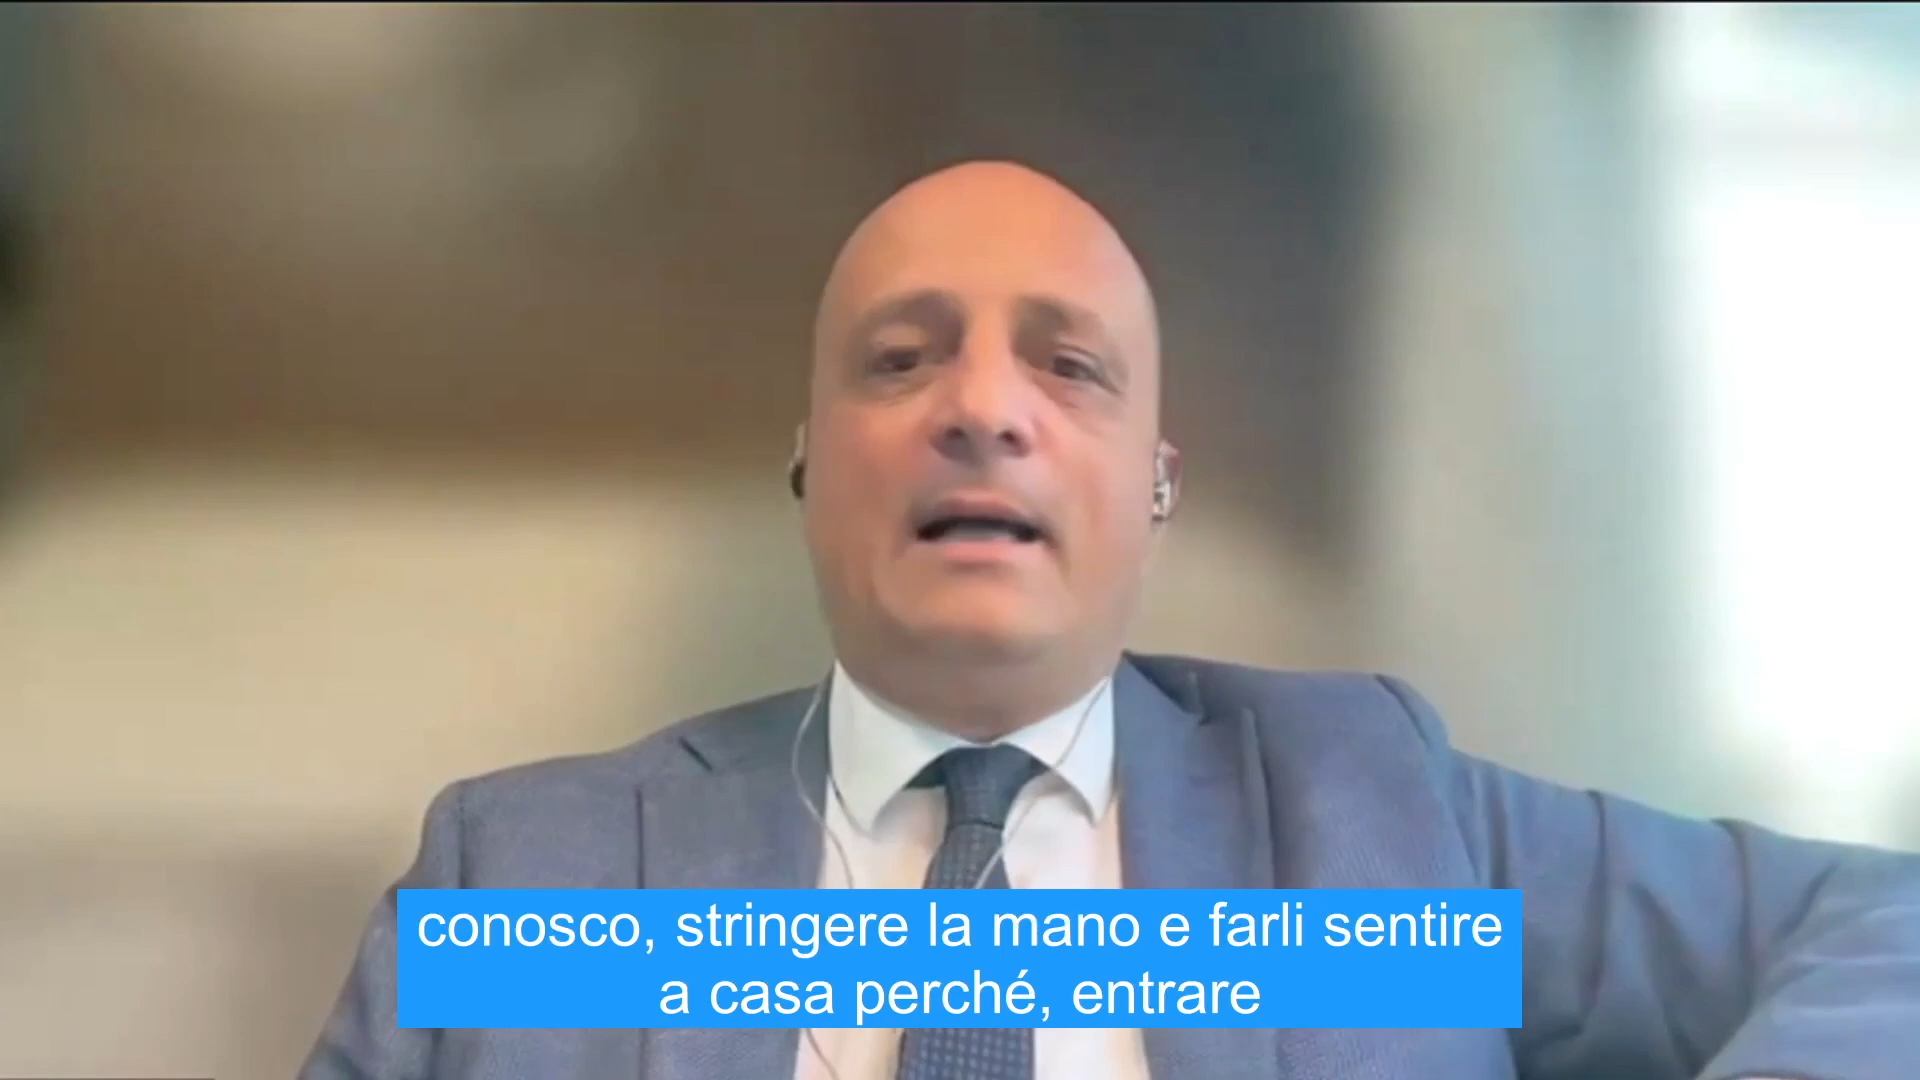 conosco, stringere la mano e farli sentire
a casa perché, entrare